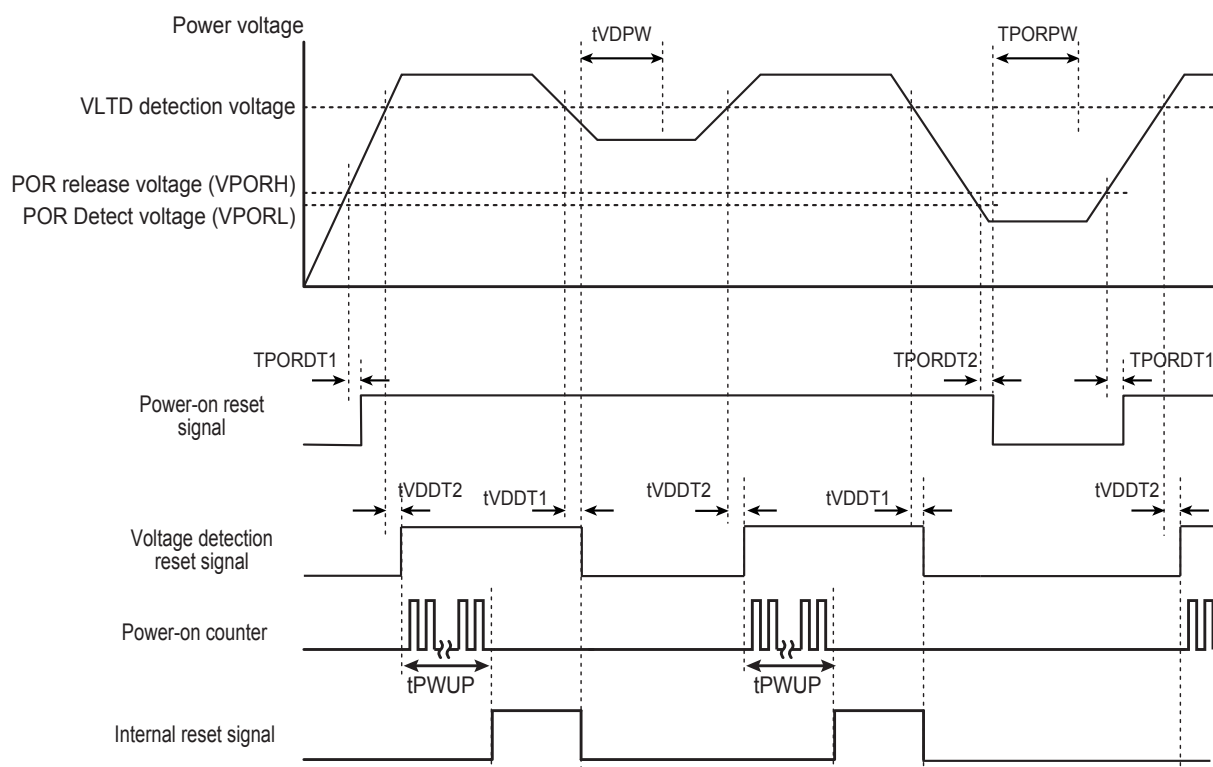 Power voltage
tVDPW
TPORPW
VLTD detection voltage
POR release voltage (VPORH)
POR Detect voltage (VPORL)
TPORDT1
TPORDT2
TPORDT1
Power-on reset
signal
tVDDT2
tVDDT1
tVDDT2
tVDDT1
tVDDT2
Voltage detection
reset signal
Power-on counter
tPWUP
tPWUP
Internal reset signal